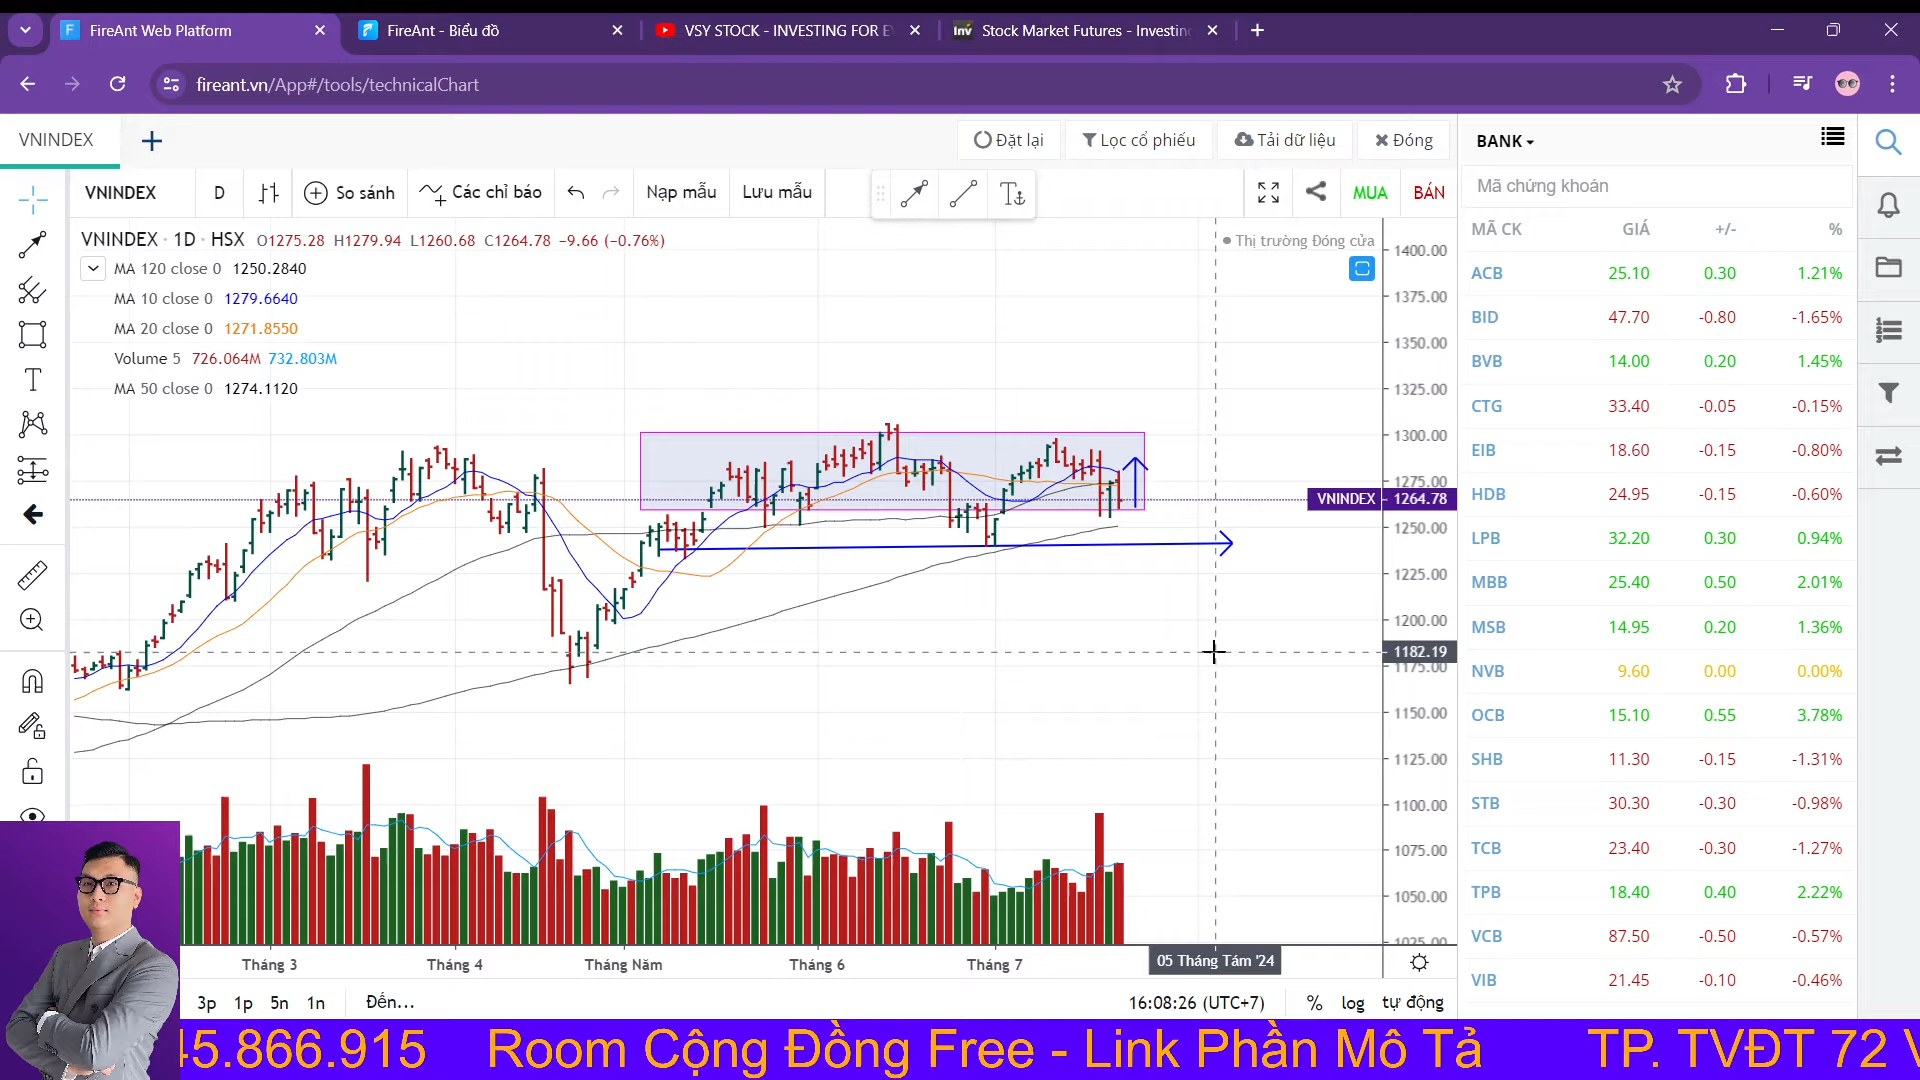 FireAnt Web Platform
FireAnt - Biểu đồ
VSY STOCK - INVESTING FOR E
Stock Market Futures - Investing
fireant.vn/App#/tools/technicalChart
VNINDEX
Đặt lại
Lọc cổ phiếu
Tải dữ liệu
Đóng
VNINDEX
D
So sánh
Các chỉ báo
Nạp mẫu
Lưu mẫu
MUA
BÁN
VNINDEX · 1D · HSX O1275.28 H1279.94 L1260.68 C1264.78 −9.66 (−0.76%)
Thị trường Đóng cửa
MA 120 close 0 1250.2840
MA 10 close 0 1279.6640
MA 20 close 0 1271.8550
Volume 5 726.064M 732.803M
MA 50 close 0 1274.1120
1400.00
1375.00
1350.00
1325.00
1300.00
1275.00
VNINDEX 1264.78
1250.00
1225.00
1200.00
1182.19
1175.00
1150.00
1125.00
1100.00
1075.00
1050.00
1025.00
Tháng 3
Tháng 4
Tháng Năm
Tháng 6
Tháng 7
05 Tháng Tám '24
3p 1p 5n 1n Đến...
16:08:26 (UTC+7) % log tự động
BANK
Mã chứng khoán
MÃ CK GIÁ +/- %
ACB 25.10 0.30 1.21%
BID 47.70 -0.80 -1.65%
BVB 14.00 0.20 1.45%
CTG 33.40 -0.05 -0.15%
EIB 18.60 -0.15 -0.80%
HDB 24.95 -0.15 -0.60%
LPB 32.20 0.30 0.94%
MBB 25.40 0.50 2.01%
MSB 14.95 0.20 1.36%
NVB 9.60 0.00 0.00%
OCB 15.10 0.55 3.78%
SHB 11.30 -0.15 -1.31%
STB 30.30 -0.30 -0.98%
TCB 23.40 -0.30 -1.27%
TPB 18.40 0.40 2.22%
VCB 87.50 -0.50 -0.57%
VIB 21.45 -0.10 -0.46%
45.866.915 Room Cộng Đồng Free - Link Phần Mô Tả TP. TVĐT 72 V